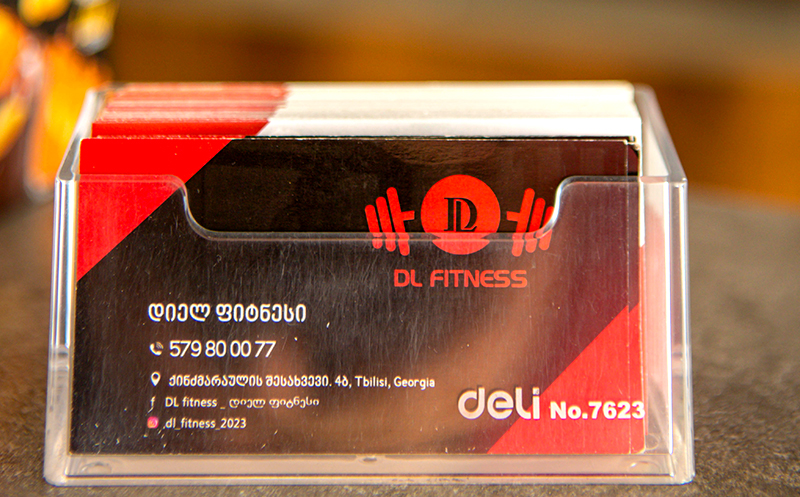 DL
DL FITNESS
დიელ ფიტნესი
579 80 00 77
ქინძმარაულის შესახვევი. 4ბ, Tbilisi, Georgia
f DL fitness _ დიელ ფიტნესი
dl_fitness_2023
deli No.7623